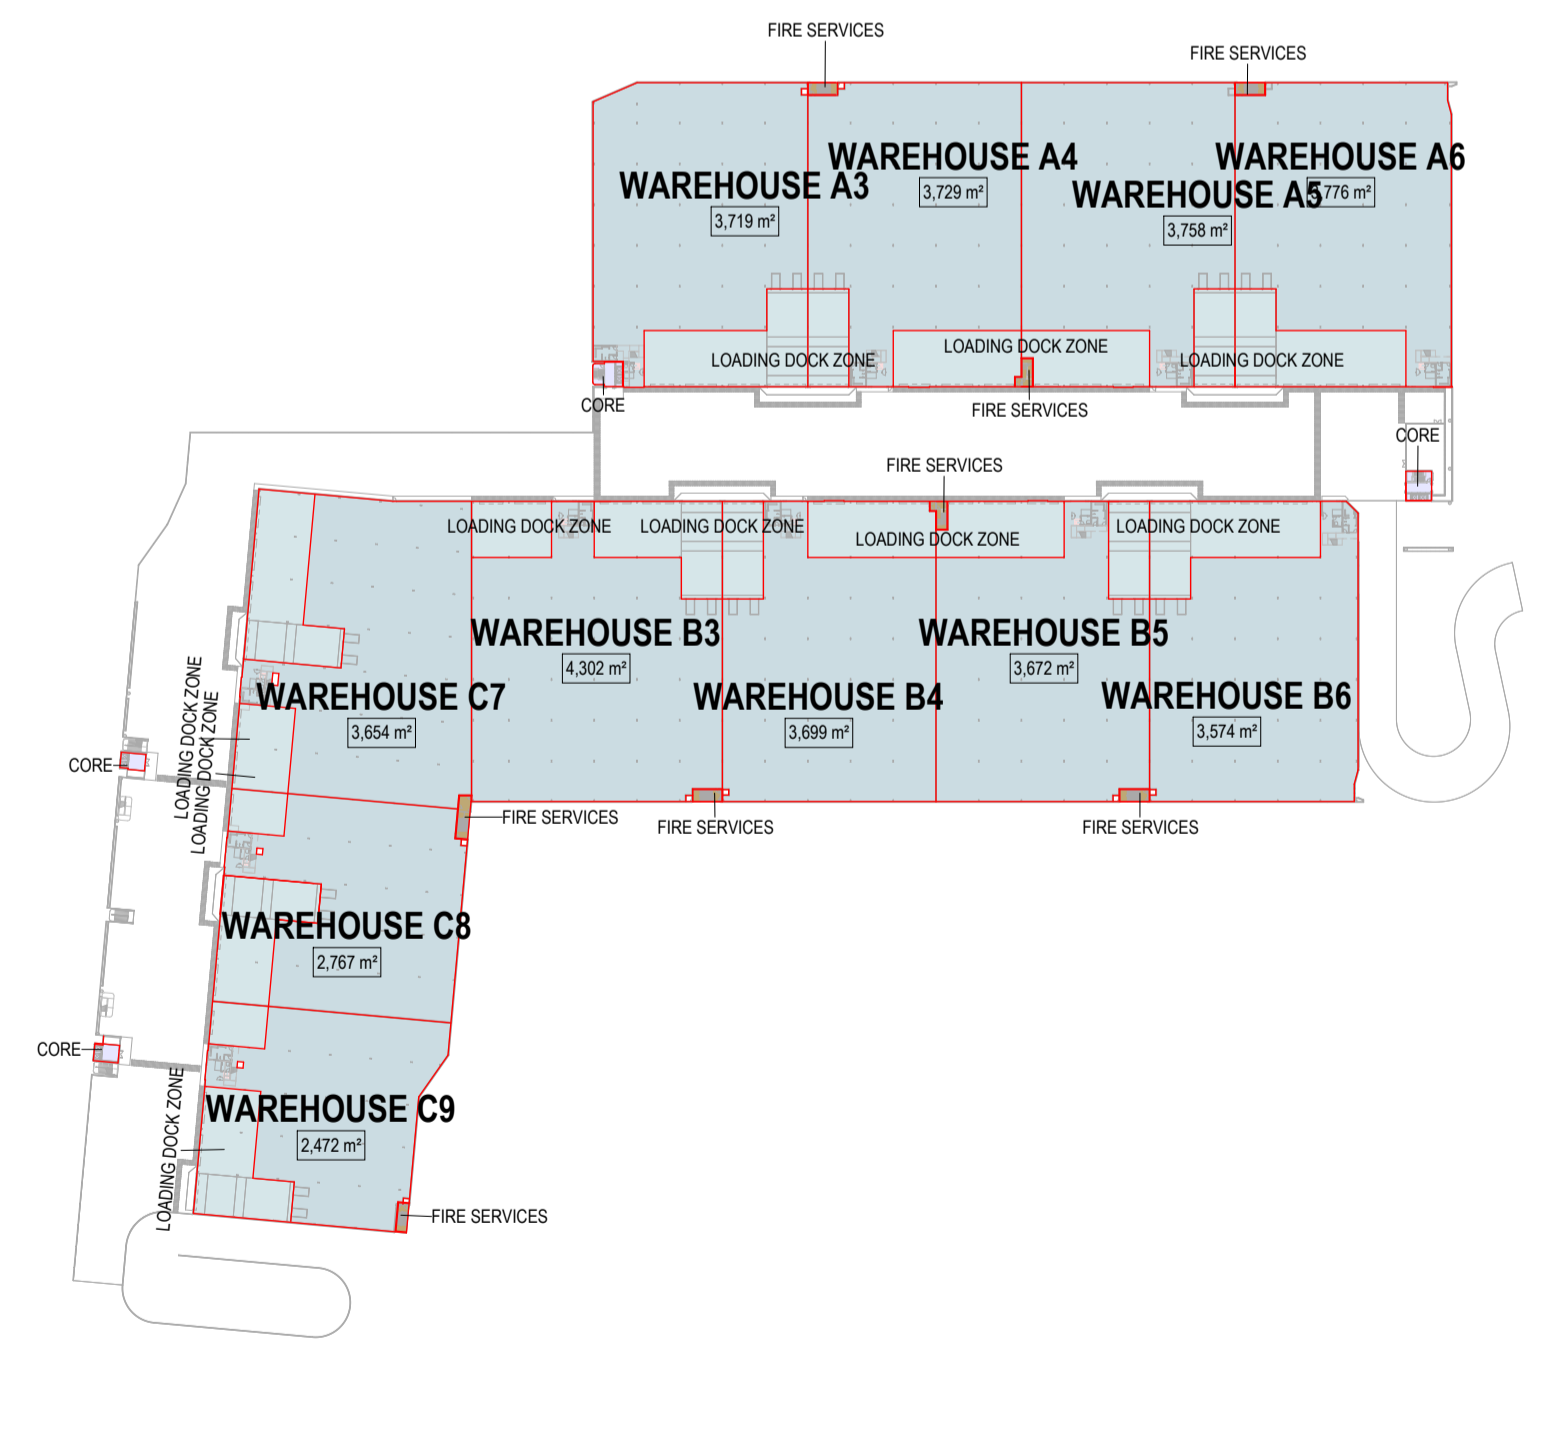 FIRE SERVICES
FIRE SERVICES
WAREHOUSE A3
3,719 m²
WAREHOUSE A4
3,729 m²
WAREHOUSE A5
3,758 m²
WAREHOUSE A6
3,776 m²
LOADING DOCK ZONE
LOADING DOCK ZONE
LOADING DOCK ZONE
CORE
FIRE SERVICES
CORE
FIRE SERVICES
LOADING DOCK ZONE
LOADING DOCK ZONE
LOADING DOCK ZONE
LOADING DOCK ZONE
WAREHOUSE B3
4,302 m²
WAREHOUSE B4
3,699 m²
WAREHOUSE B5
3,672 m²
WAREHOUSE B6
3,574 m²
WAREHOUSE C7
3,654 m²
LOADING DOCK ZONE
LOADING DOCK ZONE
CORE
FIRE SERVICES
FIRE SERVICES
FIRE SERVICES
WAREHOUSE C8
2,767 m²
CORE
LOADING DOCK ZONE
WAREHOUSE C9
2,472 m²
FIRE SERVICES